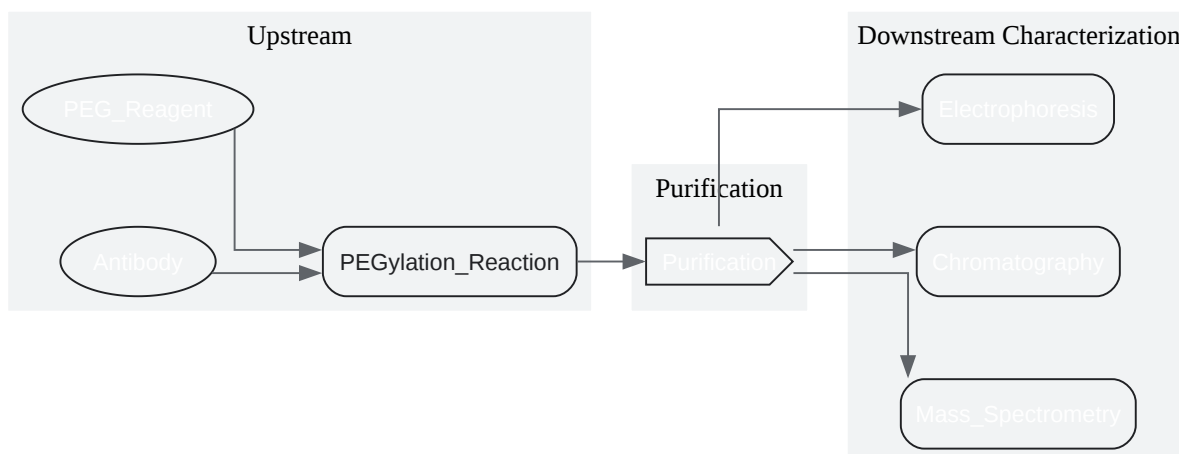 Upstream
Downstream Characterization
PEG_Reagent
Electrophoresis
Purification
Antibody
PEGylation_Reaction
Purification
Chromatography
Mass_Spectrometry